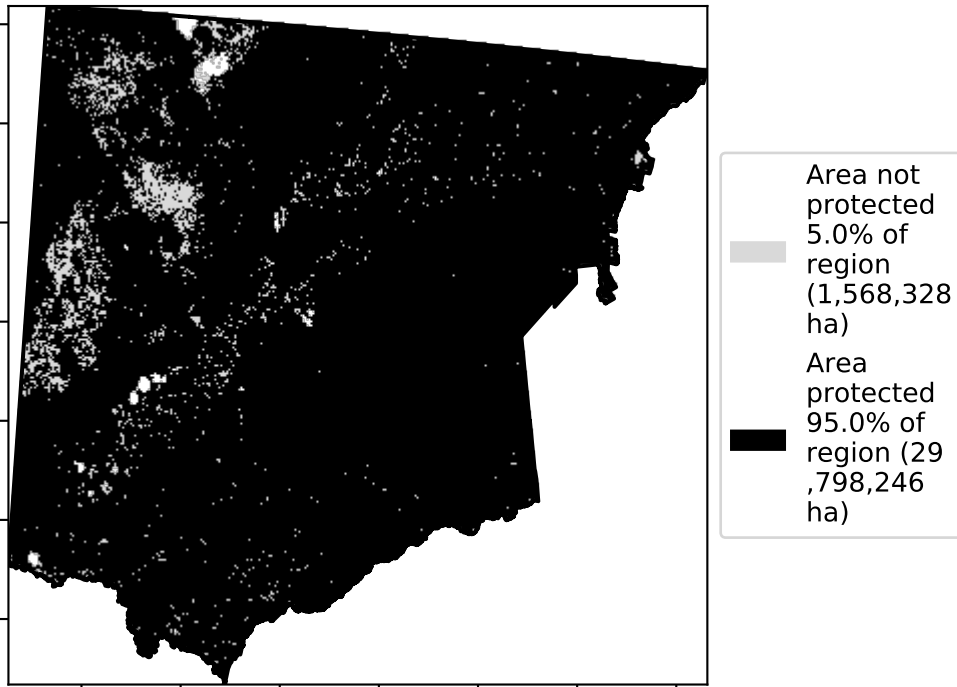 Area not
protected
5.0% of
region
(1,568,328
ha)
Area
protected
95.0% of
region (29
,798,246
ha)